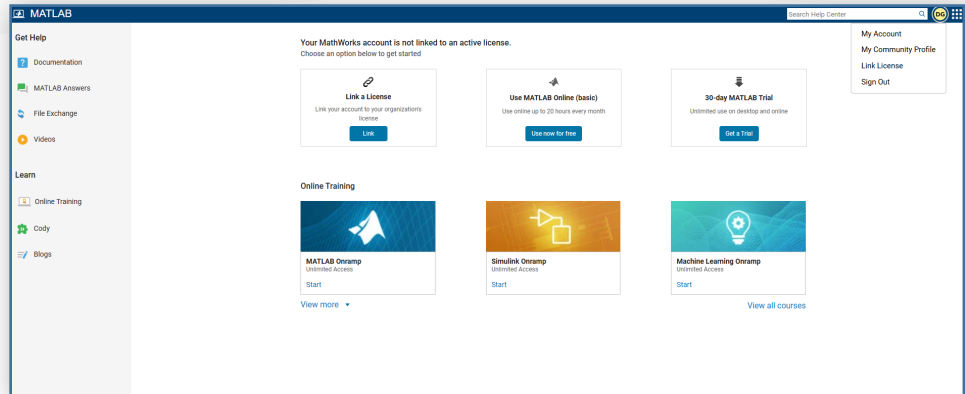 MATLAB
Search Help Center
DG
My Account
My Community Profile
Link License
Sign Out
Get Help
Documentation
MATLAB Answers
File Exchange
Videos
Learn
Online Training
Cody
Blogs
Your MathWorks account is not linked to an active license.
Choose an option below to get started
Link a License
Link your account to your organization's
license
Link
Use MATLAB Online (basic)
Use online up to 20 hours every month
Use now for free
30-day MATLAB Trial
Unlimited use on desktop and online
Get a Trial
Online Training
MATLAB Onramp
Unlimited Access
Start
Simulink Onramp
Unlimited Access
Start
Machine Learning Onramp
Unlimited Access
Start
View more
View all courses